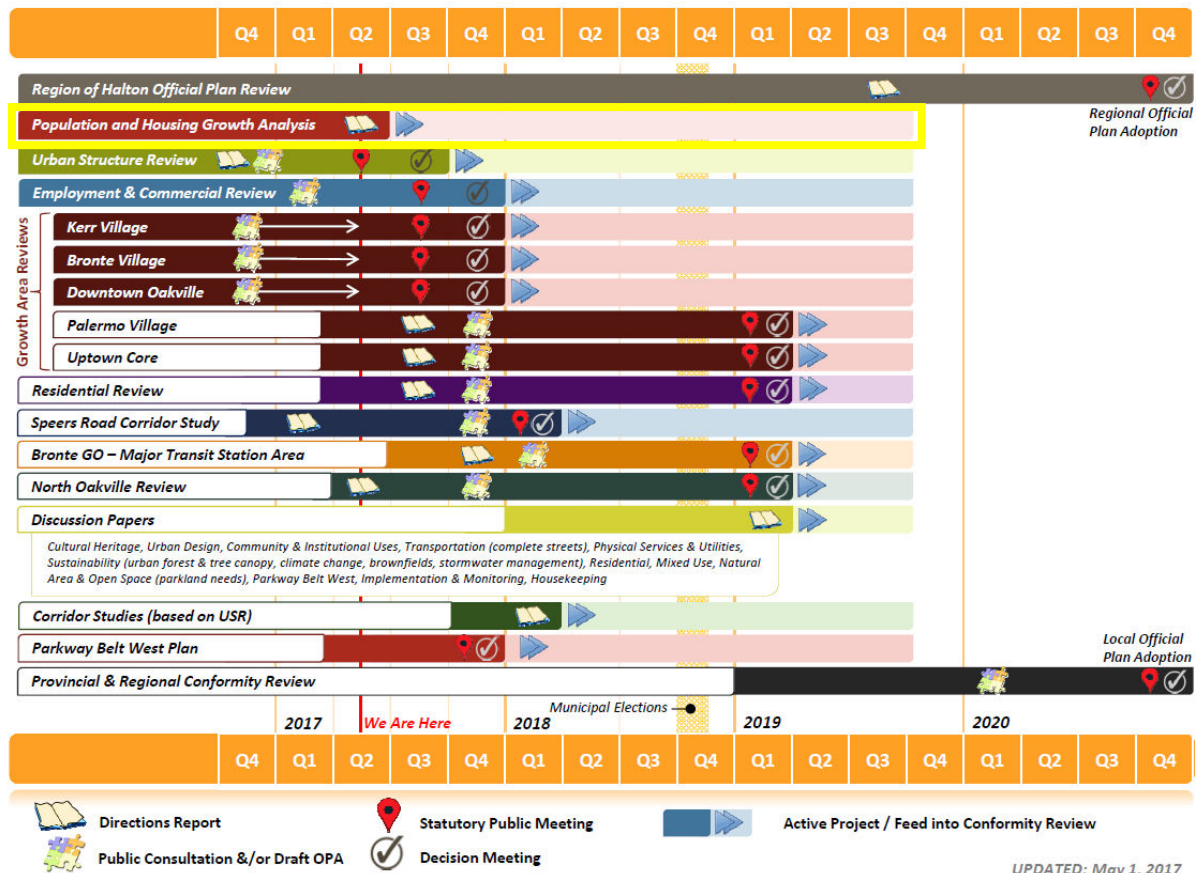 Q4 Q1 Q2 Q3 Q4 Q1 Q2 Q3 Q4 Q1 Q2 Q3 Q4 Q1 Q2 Q3 Q4
Region of Halton Official Plan Review
Regional Official
Plan Adoption
Population and Housing Growth Analysis
Urban Structure Review
Employment & Commercial Review
Growth Area Reviews
Kerr Village
Bronte Village
Downtown Oakville
Palermo Village
Uptown Core
Residential Review
Speers Road Corridor Study
Bronte GO – Major Transit Station Area
North Oakville Review
Discussion Papers
Cultural Heritage, Urban Design, Community & Institutional Uses, Transportation (complete streets), Physical Services & Utilities,
Sustainability (urban forest & tree canopy, climate change, brownfields, stormwater management), Residential, Mixed Use, Natural
Area & Open Space (parkland needs), Parkway Belt West, Implementation & Monitoring, Housekeeping
Corridor Studies (based on USR)
Parkway Belt West Plan
Local Official
Plan Adoption
Provincial & Regional Conformity Review
Municipal Elections
2017 We Are Here 2018 2019 2020
Q4 Q1 Q2 Q3 Q4 Q1 Q2 Q3 Q4 Q1 Q2 Q3 Q4 Q1 Q2 Q3 Q4
Directions Report
Statutory Public Meeting
Active Project / Feed into Conformity Review
Public Consultation &/or Draft OPA
Decision Meeting
UPDATED: May 1, 2017